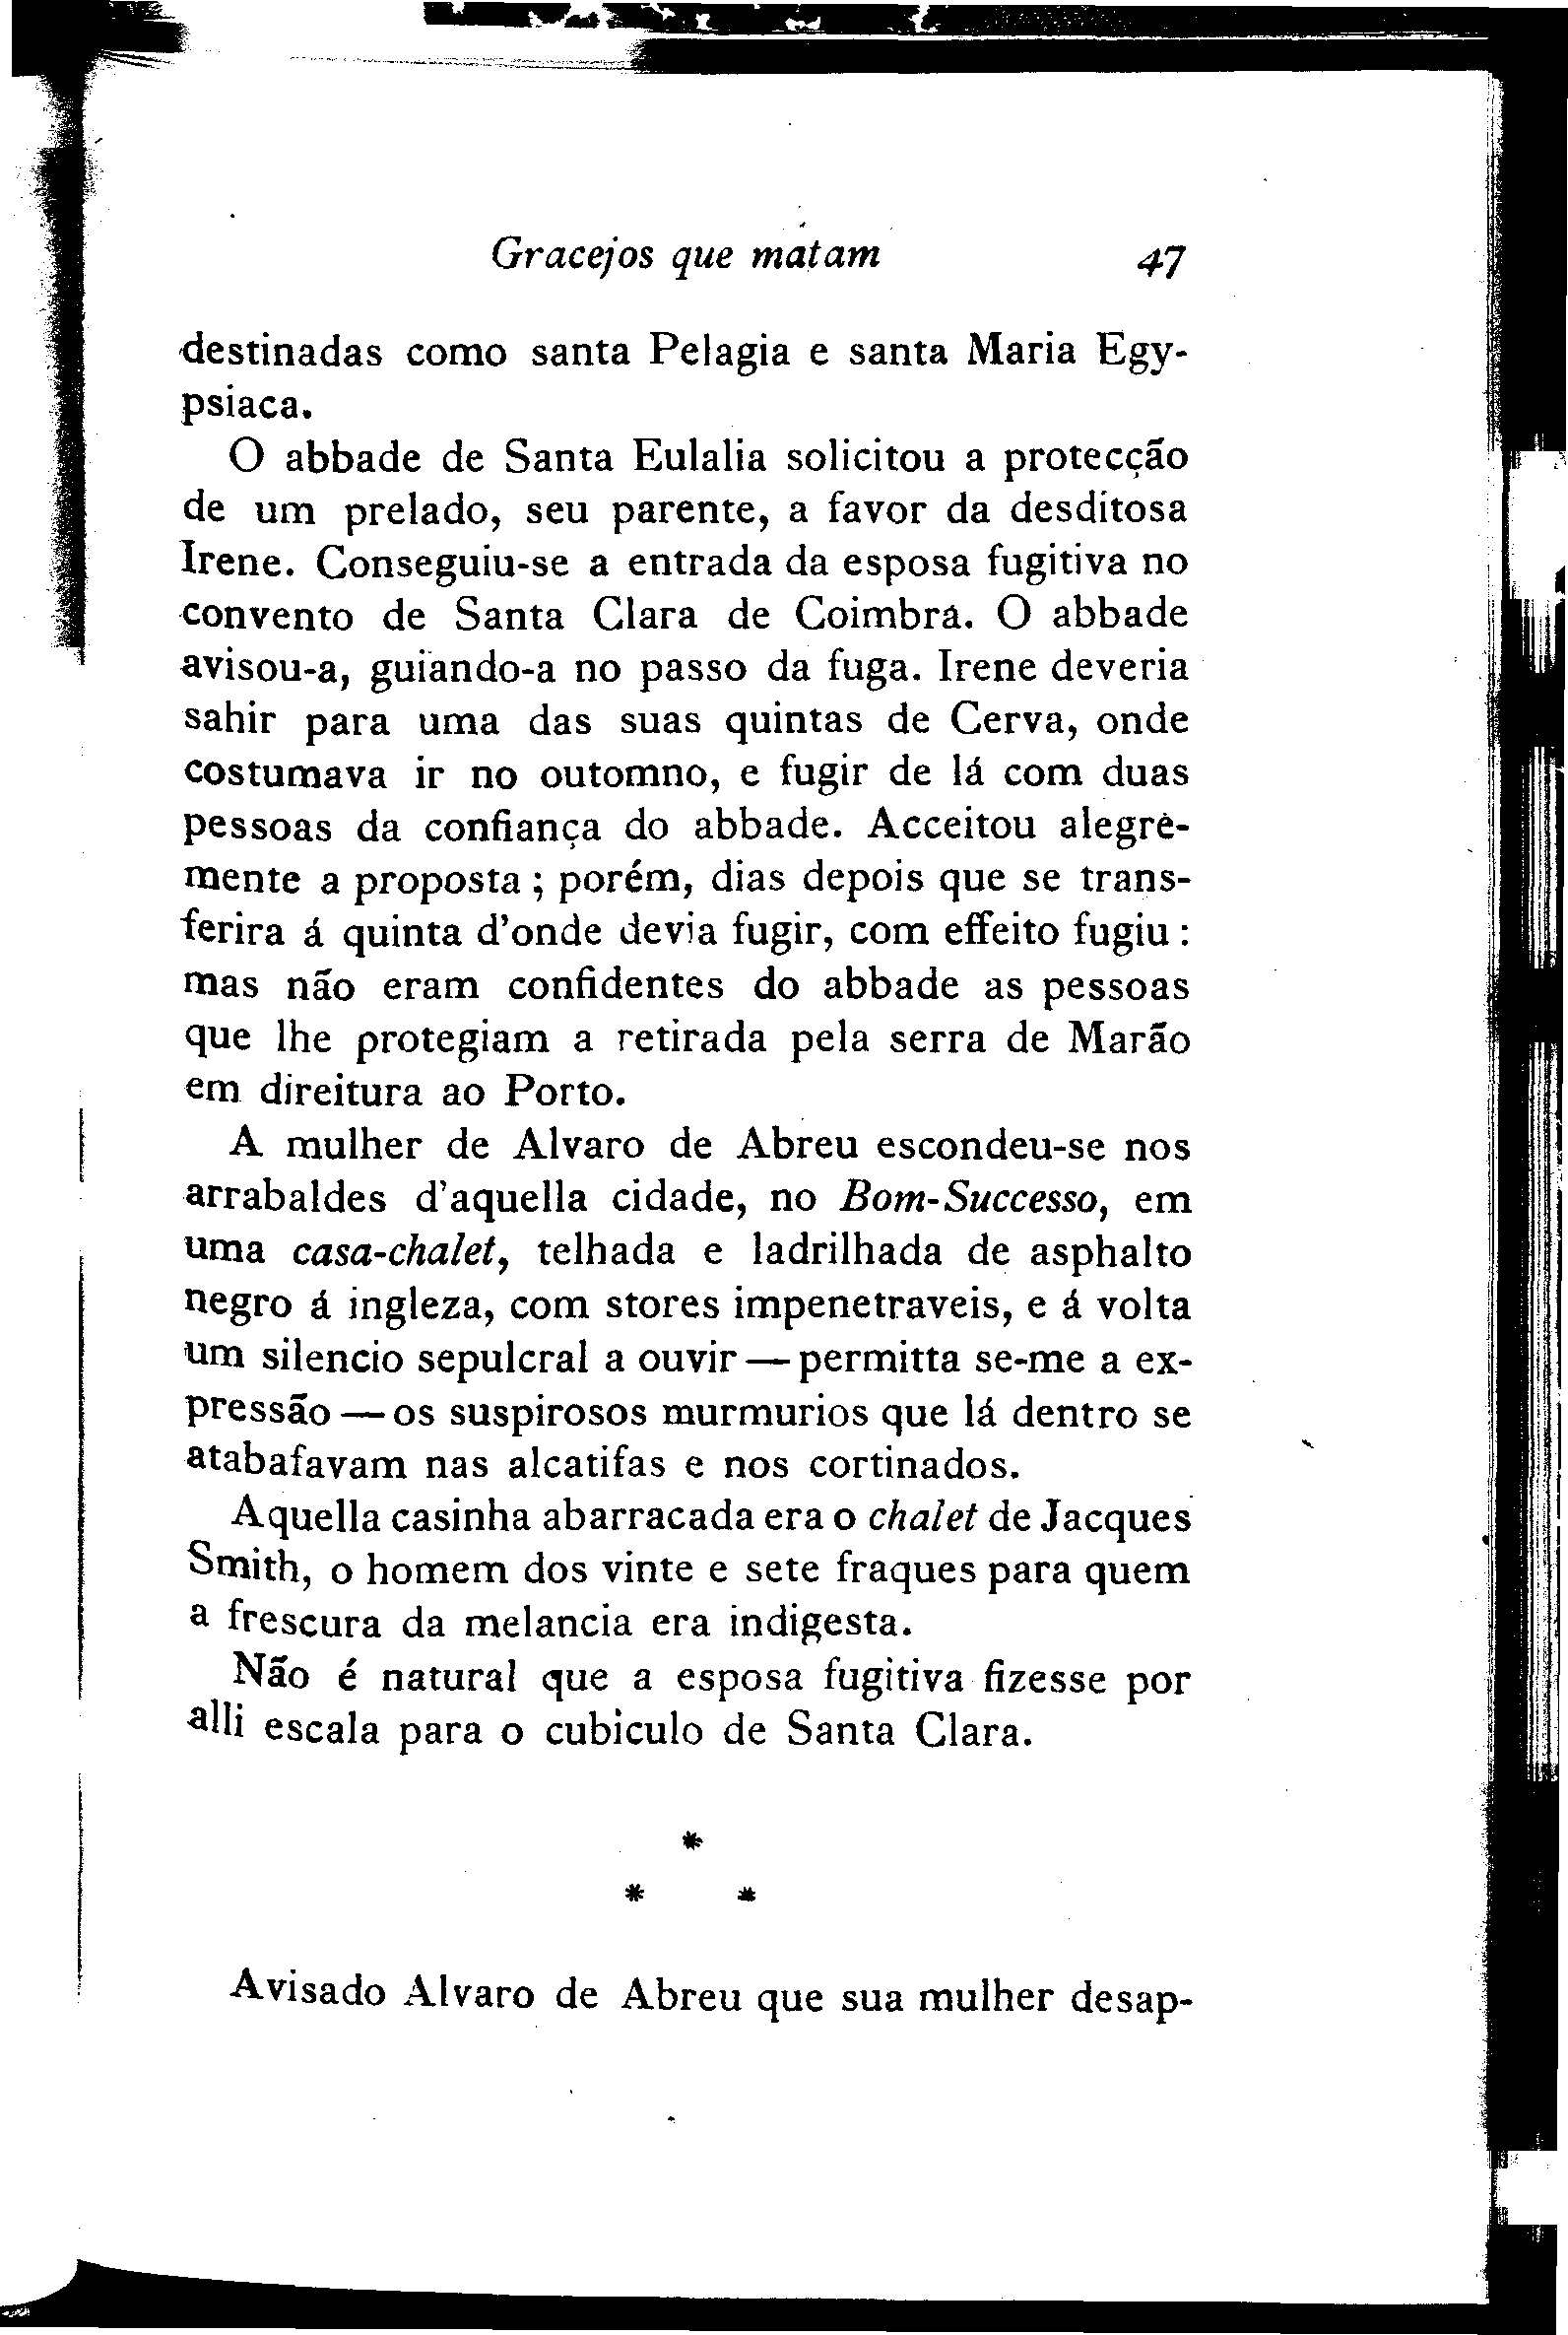 Gracejos que matam 47
destinadas como santa Pelagia e santa Maria Egy-
psiaca.
O abbade de Santa Eulalia solicitou a protecção
de um prelado, seu parente, a favor da desditosa
Irene. Conseguiu-se a entrada da esposa fugitiva no
convento de Santa Clara de Coimbra. O abbade
avisou-a, guiando-a no passo da fuga. Irene deveria
sahir para uma das suas quintas de Cerva, onde
costumava ir no outomno, e fugir de lá com duas
pessoas da confiança do abbade. Acceitou alegre-
mente a proposta ; porém, dias depois que se trans-
ferira á quinta d'onde devia fugir, com effeito fugiu :
mas não eram confidentes do abbade as pessoas
que lhe protegiam a retirada pela serra de Marão
em direitura ao Porto.
A mulher de Alvaro de Abreu escondeu-se nos
arrabaldes d'aquella cidade, no Bom-Successo, em
uma casa-chalet, telhada e ladrilhada de asphalto
negro á ingleza, com stores impenetraveis, e á volta
um silencio sepulcral a ouvir — permitta se-me a ex-
pressão — os suspirosos murmurios que lá dentro se
atabafavam nas alcatifas e nos cortinados.
Aquella casinha abarracada era o chalet de Jacques
Smith, o homem dos vinte e sete fraques para quem
a frescura da melancia era indigesta.
Não é natural que a esposa fugitiva fizesse por
alli escala para o cubiculo de Santa Clara.
*
* *
Avisado Alvaro de Abreu que sua mulher desap-